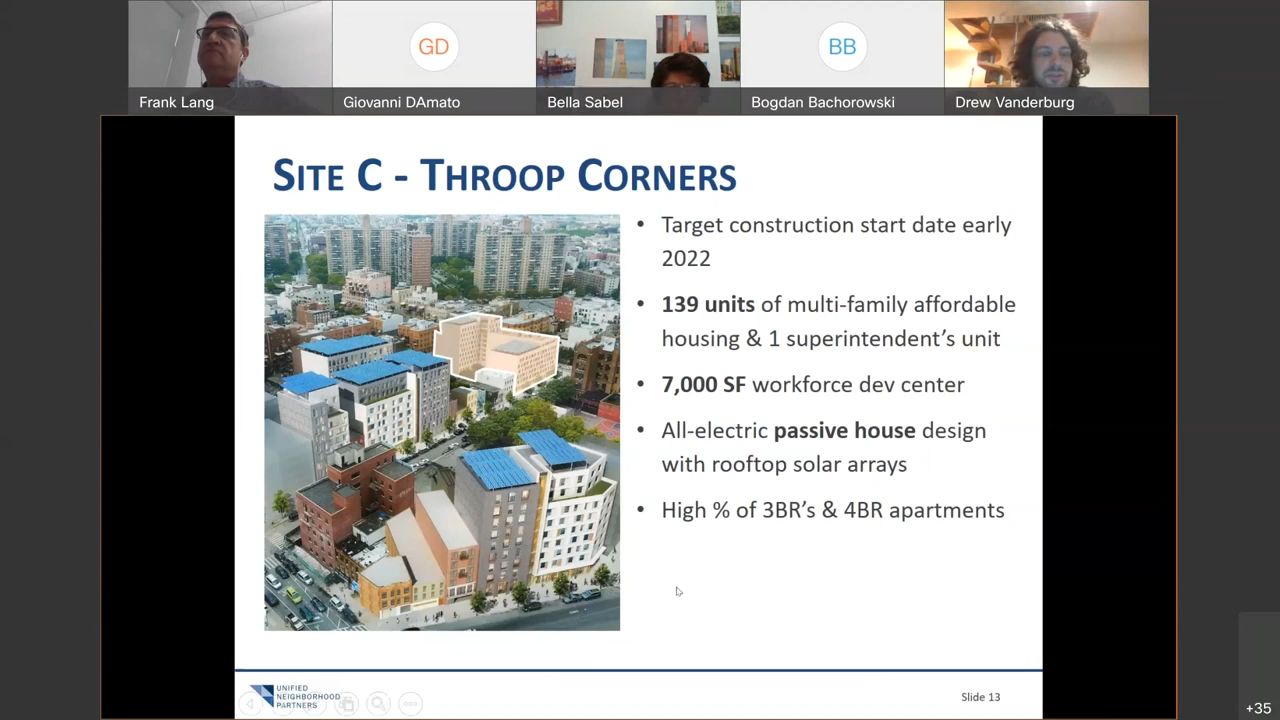 Frank Lang
GD
Giovanni DAmato
Bella Sabel
BB
Bogdan Bachorowski
Drew Vanderburg
SITE C - THROOP CORNERS
• Target construction start date early
2022
• 139 units of multi-family affordable
housing & 1 superintendent’s unit
• 7,000 SF workforce dev center
• All-electric passive house design
with rooftop solar arrays
• High % of 3BR’s & 4BR apartments
UNIFIED
NEIGHBORHOOD
PARTNERS
Slide 13
+35